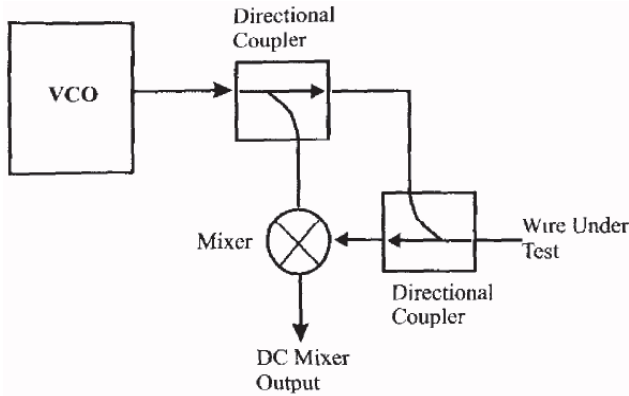 Directional
Coupler
VCO
Mixer
Wire Under
Test
Directional
Coupler
DC Mixer
Output